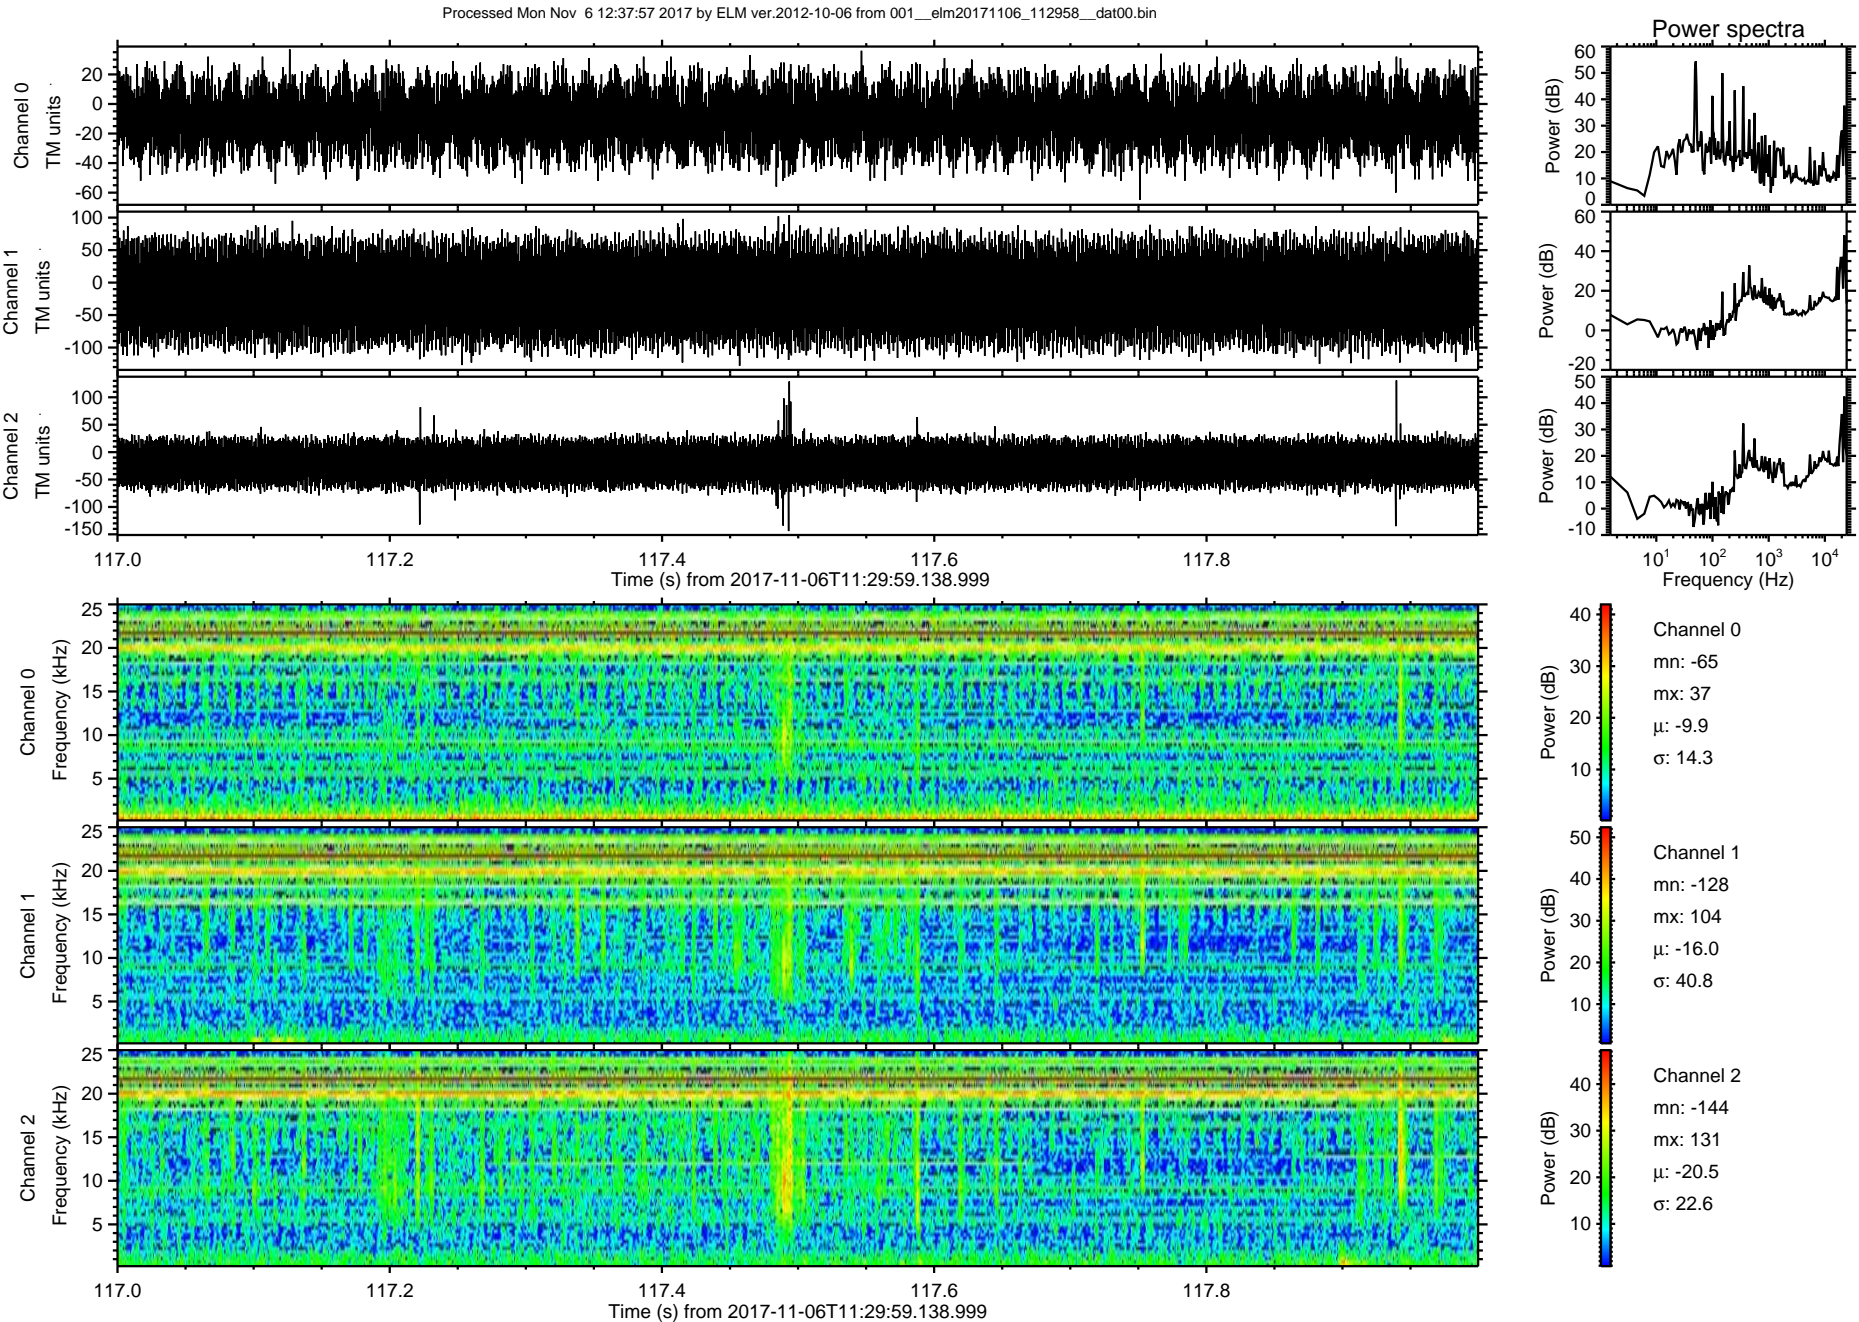 Processed Mon Nov  6 12:37:57 2017 by ELM ver.2012-10-06 from 001__elm20171106_112958__dat00.bin
Power spectra
Channel 0
TM units
20
0
-20
-40
-60
Power (dB)
60
50
40
30
20
10
0
Channel 1
TM units
100
50
0
-50
-100
Power (dB)
60
40
20
0
-20
Channel 2
TM units
100
50
0
-50
-100
-150
Power (dB)
50
40
30
20
10
0
-10
117.0 117.2 117.4 117.6 117.8
Time (s) from 2017-11-06T11:29:59.138.999
10^1 10^2 10^3 10^4
Frequency (Hz)
Channel 0
Frequency (kHz)
25
20
15
10
5
Power (dB)
40
30
20
10
Channel 0
mn: -65
mx: 37
μ: -9.9
σ: 14.3
Channel 1
Frequency (kHz)
25
20
15
10
5
Power (dB)
50
40
30
20
10
Channel 1
mn: -128
mx: 104
μ: -16.0
σ: 40.8
Channel 2
Frequency (kHz)
25
20
15
10
5
Power (dB)
40
30
20
10
Channel 2
mn: -144
mx: 131
μ: -20.5
σ: 22.6
117.0 117.2 117.4 117.6 117.8
Time (s) from 2017-11-06T11:29:59.138.999